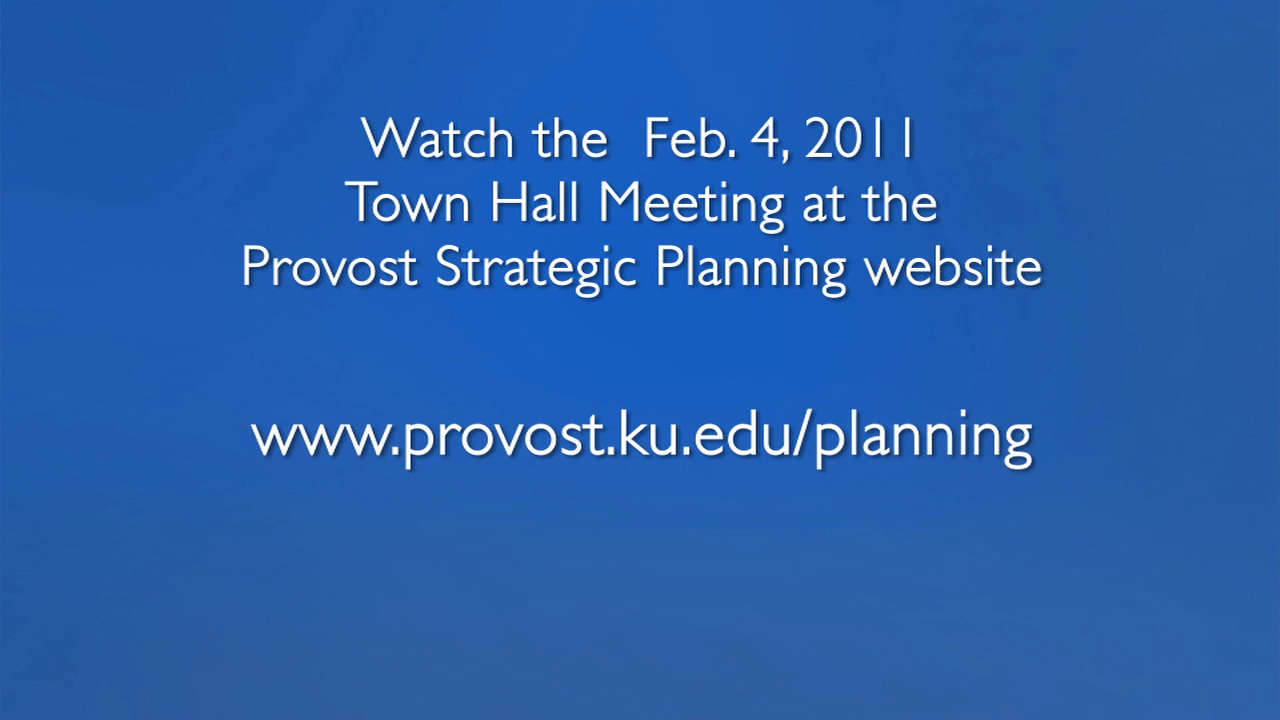 Watch the Feb. 4, 2011
Town Hall Meeting at the
Provost Strategic Planning website
www.provost.ku.edu/planning